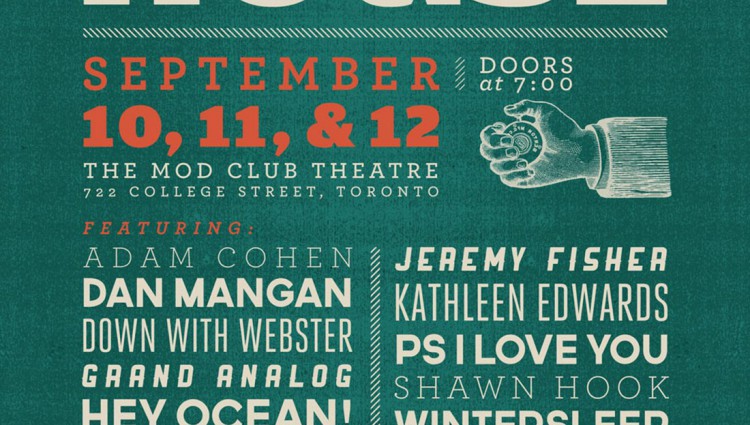 SEPTEMBER
10, 11, & 12
DOORS
at 7:00
THE MOD CLUB THEATRE
722 COLLEGE STREET, TORONTO
FEATURING:
ADAM COHEN
DAN MANGAN
DOWN WITH WEBSTER
GRAND ANALOG
HEY OCEAN!
JEREMY FISHER
KATHLEEN EDWARDS
PS I LOVE YOU
SHAWN HOOK
WINTERSLEEP